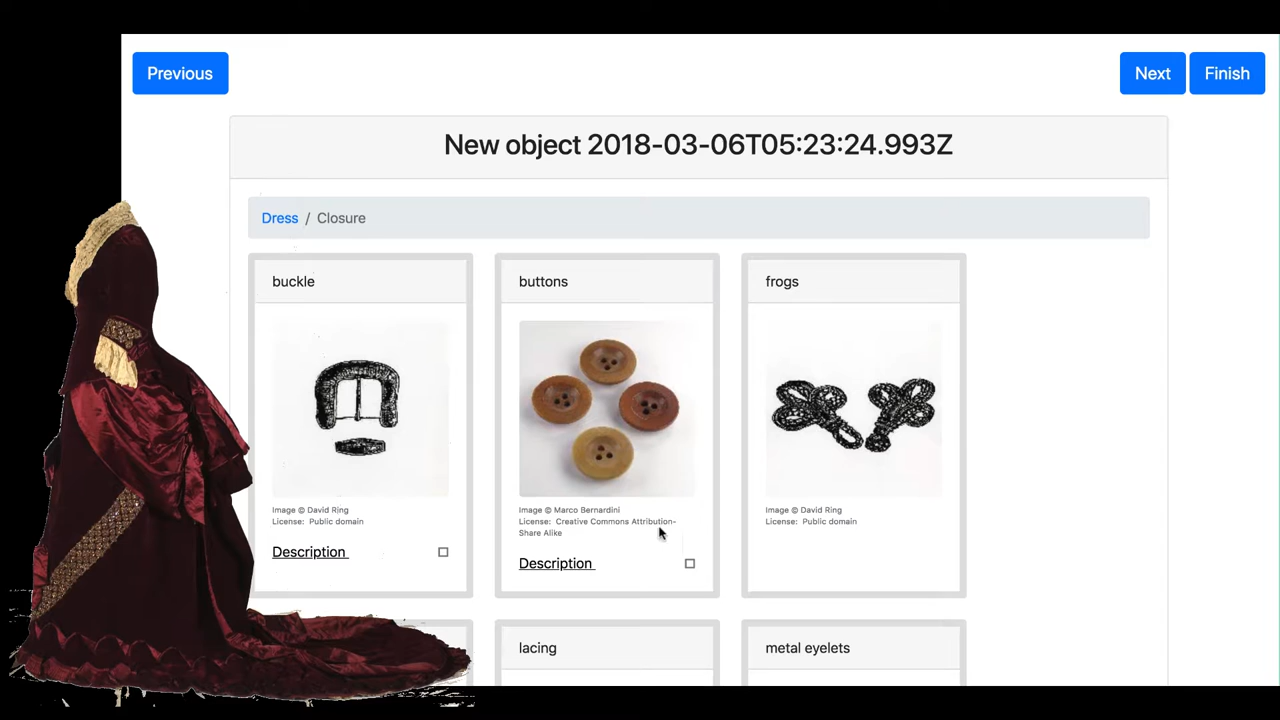 Previous
Next
Finish
New object 2018-03-06T05:23:24.993Z
Dress / Closure
buckle
buttons
frogs
Image © David Ring
License: Public domain
Image © Marco Bernardini
License: Creative Commons Attribution-
Share Alike
Image © David Ring
License: Public domain
Description
Description
lacing
metal eyelets